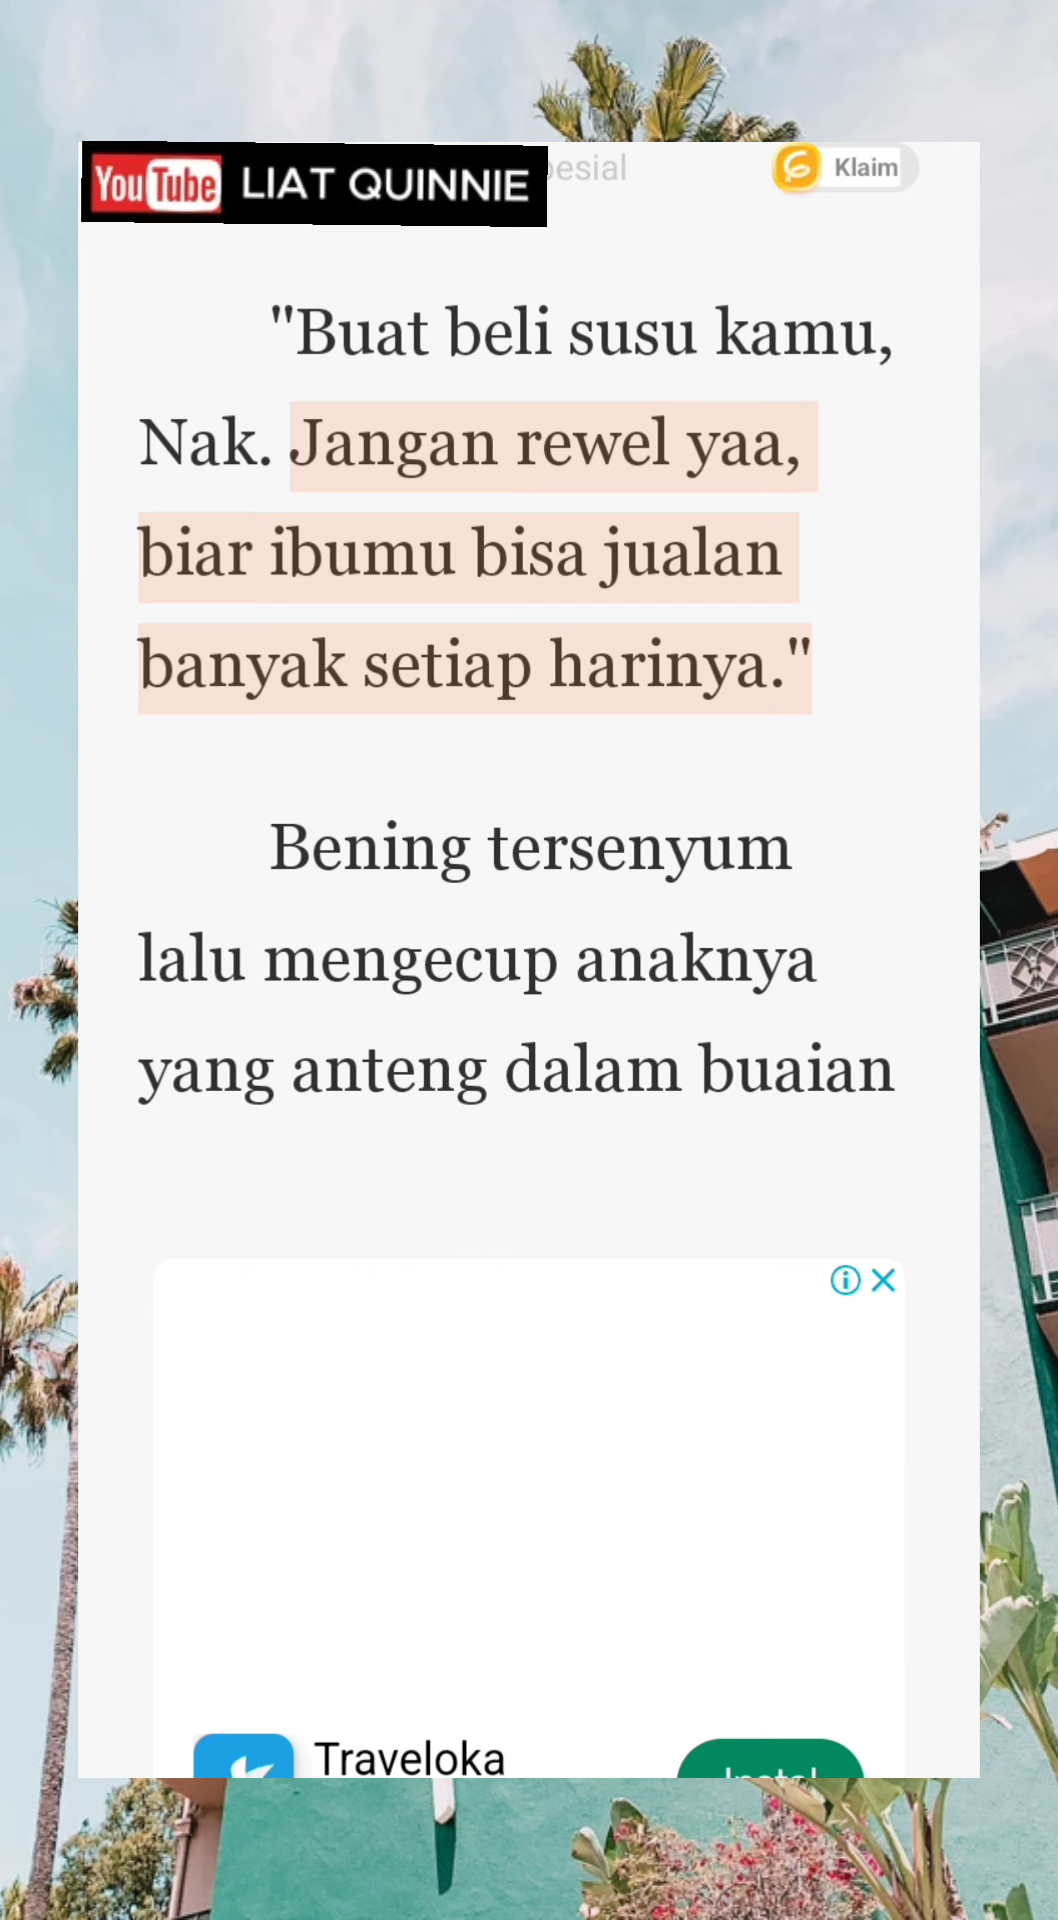 YouTube LIAT QUINNIE
Klaim
"Buat beli susu kamu,
Nak. Jangan rewel yaa,
biar ibumu bisa jualan
banyak setiap harinya."
Bening tersenyum
lalu mengecup anaknya
yang anteng dalam buaian
Traveloka